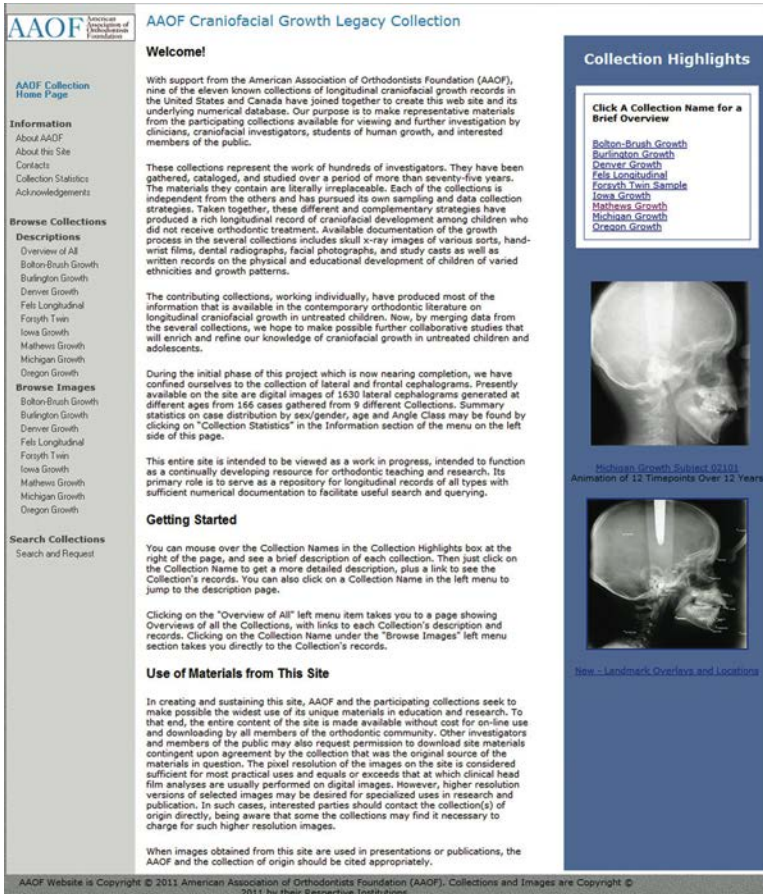 AAOF American Association of Orthodontists Foundation
AAOF Collection
Home Page
Information
About AAOF
About this Site
Contacts
Collection Statistics
Acknowledgements
Browse Collections
Descriptions
Overview of All
Bolton-Brush Growth
Burlington Growth
Denver Growth
Fels Longitudinal
Forsyth Twin
Iowa Growth
Mathews Growth
Michigan Growth
Oregon Growth
Browse Images
Bolton-Brush Growth
Burlington Growth
Denver Growth
Fels Longitudinal
Forsyth Twin
Iowa Growth
Mathews Growth
Michigan Growth
Oregon Growth
Search Collections
Search and Request
AAOF Craniofacial Growth Legacy Collection
Welcome!
With support from the American Association of Orthodontists Foundation (AAOF),
nine of the eleven known collections of longitudinal craniofacial growth records in
the United States and Canada have joined together to create this web site and its
underlying numerical database. Our purpose is to make representative materials
from the participating collections available for viewing and further investigation by
clinicians, craniofacial investigators, students of human growth, and interested
members of the public.
These collections represent the work of hundreds of investigators. They have been
gathered, cataloged, and studied over a period of more than seventy-five years.
The materials they contain are literally irreplaceable. Each of the collections is
independent from the others and has pursued its own sampling and data collection
strategies. Taken together, these different and complementary strategies have
produced a rich longitudinal record of craniofacial development among children who
did not receive orthodontic treatment. Available documentation of the growth
process in the several collections includes skull x-ray images of various sorts, hand-
wrist films, dental radiographs, facial photographs, and study casts as well as
written records on the physical and educational development of children of varied
ethnicities and growth patterns.
The contributing collections, working individually, have produced most of the
information that is available in the contemporary orthodontic literature on
longitudinal craniofacial growth in untreated children. Now, by merging data from
the several collections, we hope to make possible further collaborative studies that
will enrich and refine our knowledge of craniofacial growth in untreated children and
adolescents.
During the initial phase of this project which is now nearing completion, we have
confined ourselves to the collection of lateral and frontal cephalograms. Presently
available on the site are digital images of 1630 lateral cephalograms generated at
different ages from 166 cases gathered from 9 different Collections. Summary
statistics on case distribution by sex/gender, age and Angle Class may be found by
clicking on "Collection Statistics" in the Information section of the menu on the left
side of this page.
This entire site is intended to be viewed as a work in progress, intended to function
as a continually developing resource for orthodontic teaching and research. Its
primary role is to serve as a repository for longitudinal records of all types with
sufficient numerical documentation to facilitate useful search and querying.
Getting Started
You can mouse over the Collection Names in the Collection Highlights box at the
right of the page, and see a brief description of each collection. Then just click on
the Collection Name to get a more detailed description, plus a link to see the
Collection's records. You can also click on a Collection Name in the left menu to
jump to the description page.
Clicking on the "Overview of All" left menu item takes you to a page showing
Overviews of all the Collections, with links to each Collection's description and
records. Clicking on the Collection Name under the "Browse Images" left menu
section takes you directly to the Collection's records.
Use of Materials from This Site
In creating and sustaining this site, AAOF and the participating collections seek to
make possible the widest use of its unique materials in education and research. To
that end, the entire content of the site is made available without cost for on-line use
and downloading by all members of the orthodontic community. Other investigators
and members of the public may also request permission to download site materials
contingent upon agreement by the collection that was the original source of the
materials in question. The pixel resolution of the images on the site is considered
sufficient for most practical uses and equals or exceeds that at which clinical head
film analyses are usually performed on digital images. However, higher resolution
versions of selected images may be desired for specialized uses in research and
publication. In such cases, interested parties should contact the collection(s) of
origin directly, being aware that some the collections may find it necessary to
charge for such higher resolution images.
When images obtained from this site are used in presentations or publications, the
AAOF and the collection of origin should be cited appropriately.
Collection Highlights
Click A Collection Name for a
Brief Overview
Bolton-Brush Growth
Burlington Growth
Denver Growth
Fels Longitudinal
Forsyth Twin Sample
Iowa Growth
Mathews Growth
Michigan Growth
Oregon Growth
Michigan Growth Subject 02101
Animation of 12 Timepoints Over 12 Years
New - Landmark Overlays and Locations
AAOF Website is Copyright © 2011 American Association of Orthodontists Foundation (AAOF). Collections and Images are Copyright ©
2011 by their Respective Institutions